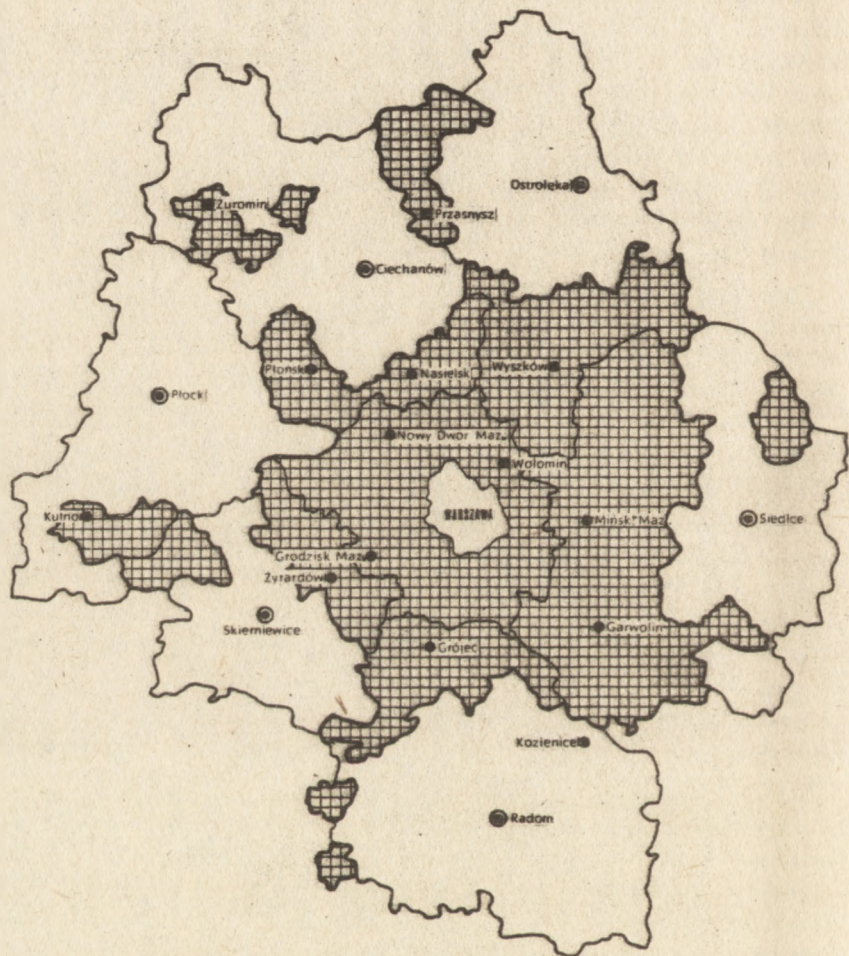 Ostrołęka
Żuromin
Przasnysz
Ciechanów
Płońsk
Nasielsk
Wyszków
Płock
Nowy Dwór Maz.
Wołomin
Kutno
WARSZAWA
Mińsk. Maz
Siedlce
Grodzisk Maz.
Żyrardów
Skierniewice
Garwolin
Grójec
Kozienice
Radom